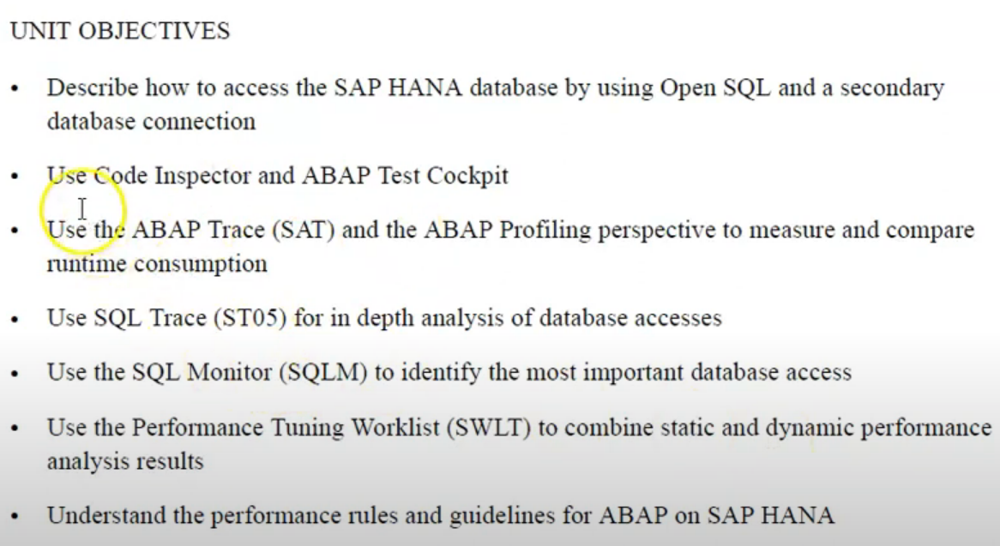 UNIT OBJECTIVES
• Describe how to access the SAP HANA database by using Open SQL and a secondary
database connection
• Use Code Inspector and ABAP Test Cockpit
• Use the ABAP Trace (SAT) and the ABAP Profiling perspective to measure and compare
runtime consumption
• Use SQL Trace (ST05) for in depth analysis of database accesses
• Use the SQL Monitor (SQLM) to identify the most important database access
• Use the Performance Tuning Worklist (SWLT) to combine static and dynamic performance
analysis results
• Understand the performance rules and guidelines for ABAP on SAP HANA